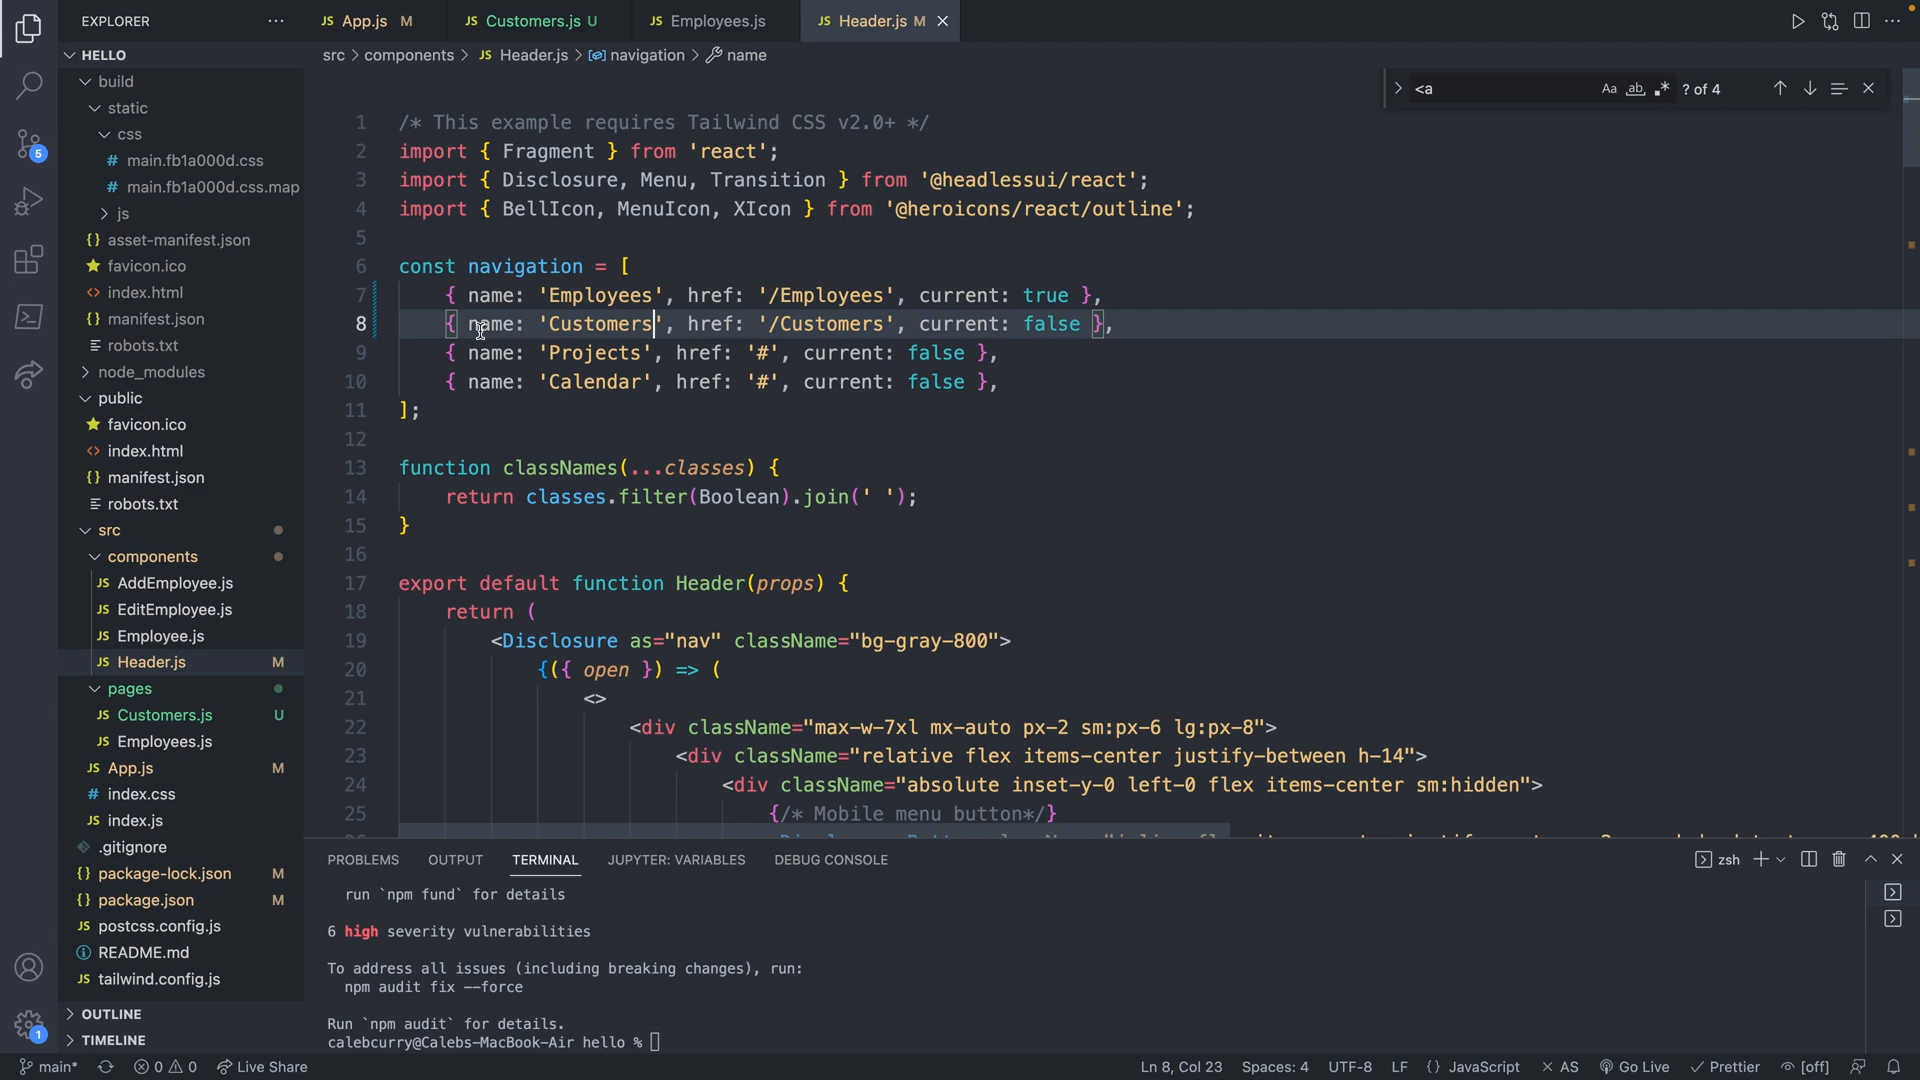 EXPLORER
JS App.js M
JS Customers.js U
JS Employees.js
JS Header.js M
HELLO
src > components > JS Header.js > navigation > name
<a
Aa ab ? of 4
build
static
css
# main.fb1a000d.css
# main.fb1a000d.css.map
js
{} asset-manifest.json
favicon.ico
<> index.html
{} manifest.json
robots.txt
node_modules
public
favicon.ico
<> index.html
{} manifest.json
robots.txt
src
components
JS AddEmployee.js
JS EditEmployee.js
JS Employee.js
JS Header.js M
pages
JS Customers.js U
JS Employees.js
JS App.js M
# index.css
JS index.js
.gitignore
{} package-lock.json M
{} package.json M
JS postcss.config.js
README.md
JS tailwind.config.js
OUTLINE
TIMELINE
5
1
1 /* This example requires Tailwind CSS v2.0+ */
2 import { Fragment } from 'react';
3 import { Disclosure, Menu, Transition } from '@headlessui/react';
4 import { BellIcon, MenuIcon, XIcon } from '@heroicons/react/outline';
5
6 const navigation = [
7 { name: 'Employees', href: '/Employees', current: true },
8 { name: 'Customers', href: '/Customers', current: false },
9 { name: 'Projects', href: '#', current: false },
10 { name: 'Calendar', href: '#', current: false },
11 ];
12
13 function classNames(...classes) {
14 return classes.filter(Boolean).join(' ');
15 }
16
17 export default function Header(props) {
18 return (
19 <Disclosure as="nav" className="bg-gray-800">
20 {({ open }) => (
21 <>
22 <div className="max-w-7xl mx-auto px-2 sm:px-6 lg:px-8">
23 <div className="relative flex items-center justify-between h-14">
24 <div className="absolute inset-y-0 left-0 flex items-center sm:hidden">
25 {/* Mobile menu button*/}
PROBLEMS OUTPUT TERMINAL JUPYTER: VARIABLES DEBUG CONSOLE
zsh
run `npm fund` for details
6 high severity vulnerabilities
To address all issues (including breaking changes), run:
npm audit fix --force
Run `npm audit` for details.
calebcurry@Calebs-MacBook-Air hello %
main* 0 0 Live Share
Ln 8, Col 23 Spaces: 4 UTF-8 LF {} JavaScript × AS Go Live ✓ Prettier [off]